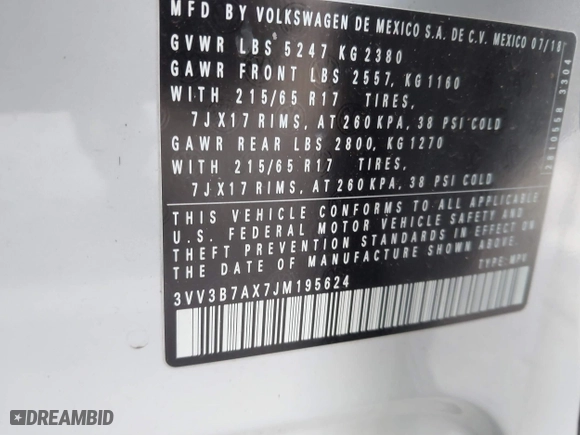 MFD BY VOLKSWAGEN DE MEXICO S.A. DE C.V. MEXICO 07/18
GVWR LBS 5247 KG 2380
GAWR FRONT LBS 2557, KG 1160
WITH 215/65 R17 TIRES,
7JX17 RIMS, AT 260 KPA, 38 PSI COLD
GAWR REAR LBS 2800, KG 1270
WITH 215/65 R17 TIRES,
7JX17 RIMS, AT 260 KPA, 38 PSI COLD
THIS VEHICLE CONFORMS TO ALL APPLICABLE
U.S. FEDERAL MOTOR VEHICLE SAFETY AND
THEFT PREVENTION STANDARDS IN EFFECT ON
THE DATE OF MANUFACTURE SHOWN ABOVE.
3VV3B7AX7JM195624 TYPE: MPV
3304
DREAMBID